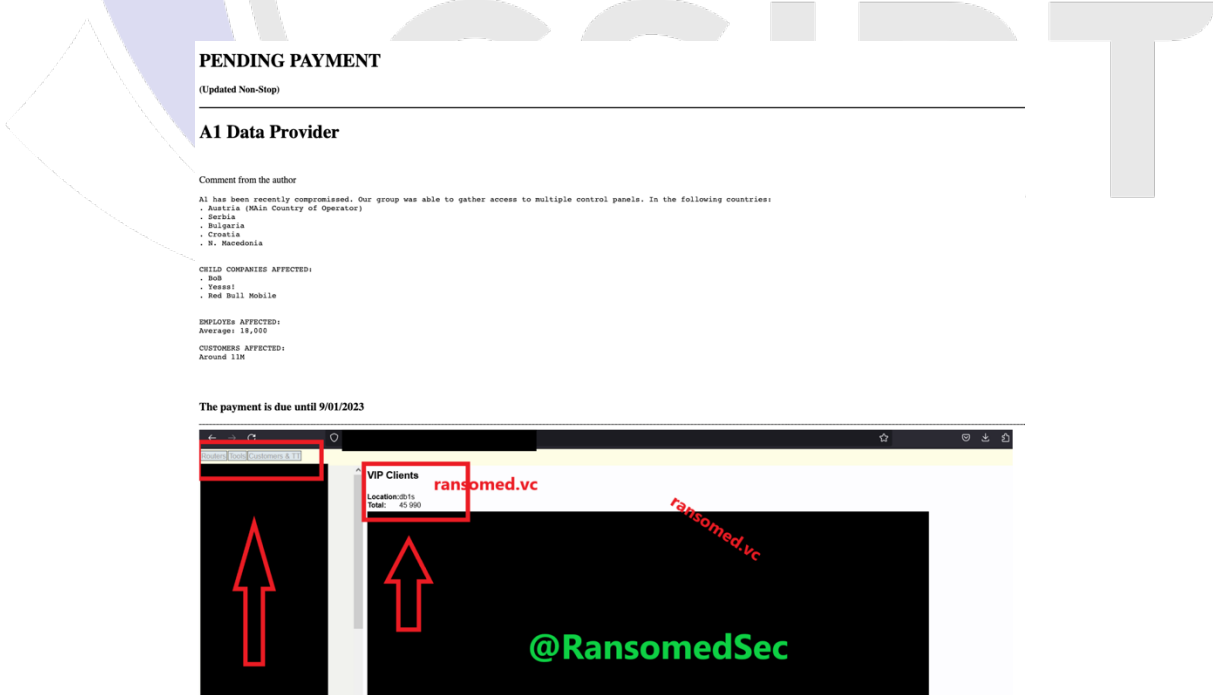 CSIRT
PENDING PAYMENT
(Updated Non-Stop)
A1 Data Provider
Comment from the author
A1 has been recently compromissed. Our group was able to gather access to multiple control panels. In the following countries:
. Austria (MAin Country of Operator)
. Serbia
. Bulgaria
. Croatia
. N. Macedonia
CHILD COMPANIES AFFECTED:
. BoB
. Yesss!
. Red Bull Mobile
EMPLOYEs AFFECTED:
Average: 18,000
CUSTOMERS AFFECTED:
Around 11M
The payment is due until 9/01/2023
Routers Tools Customers & TT
VIP Clients
ransomed.vc
Location:db1s
Total: 45 990
ransomed.vc
@RansomedSec